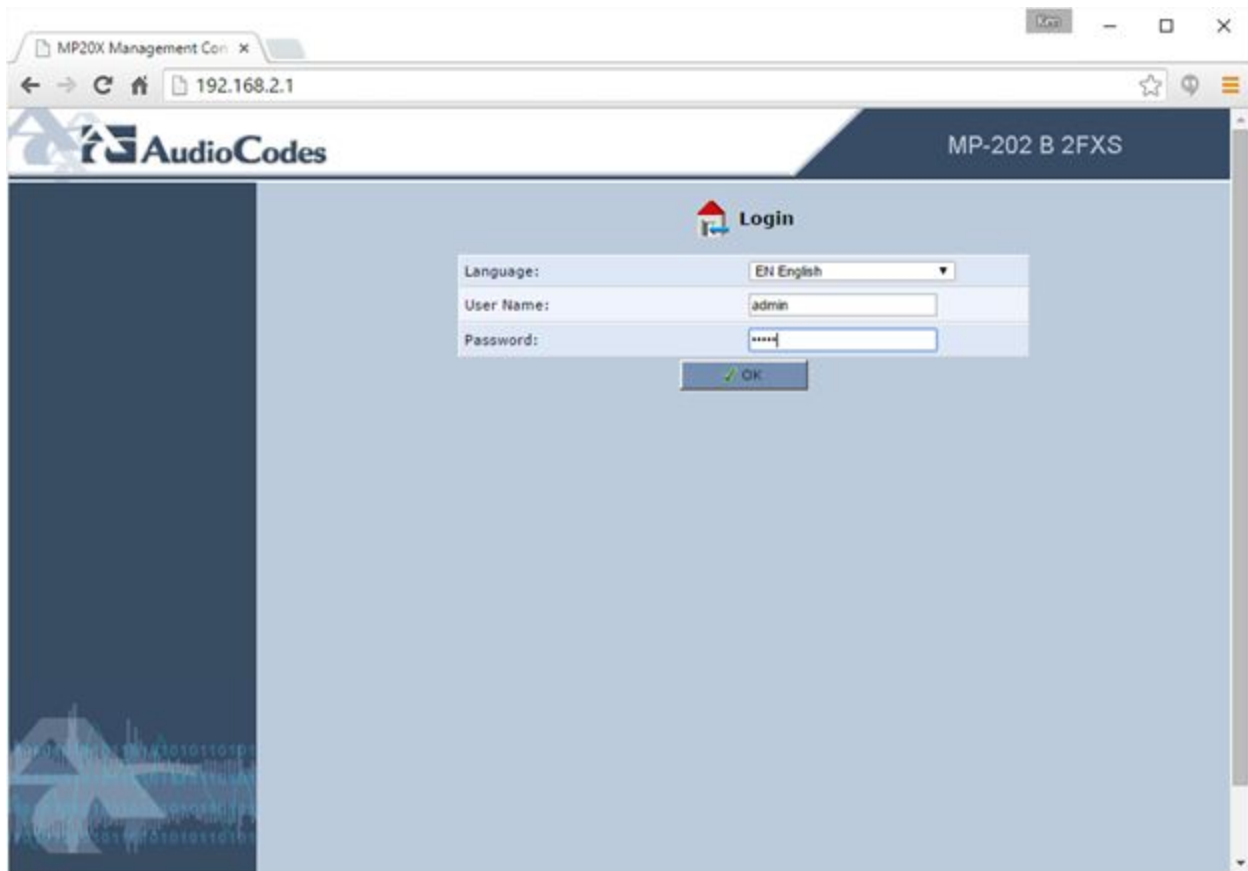 Ken
MP20X Management Con
192.168.2.1
AudioCodes
MP-202 B 2FXS
Login
Language:
EN English
User Name:
admin
Password:
•••••
OK